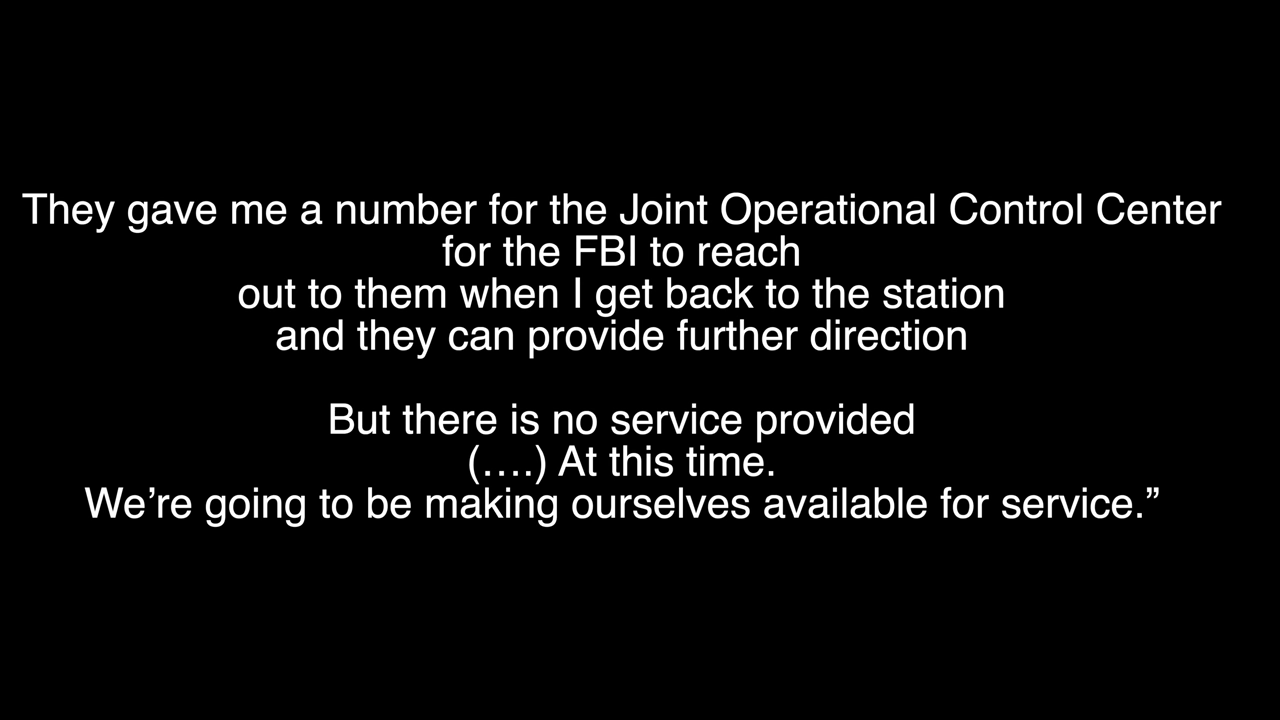 They gave me a number for the Joint Operational Control Center
for the FBI to reach
out to them when I get back to the station
and they can provide further direction
But there is no service provided
(….) At this time.
We’re going to be making ourselves available for service.”